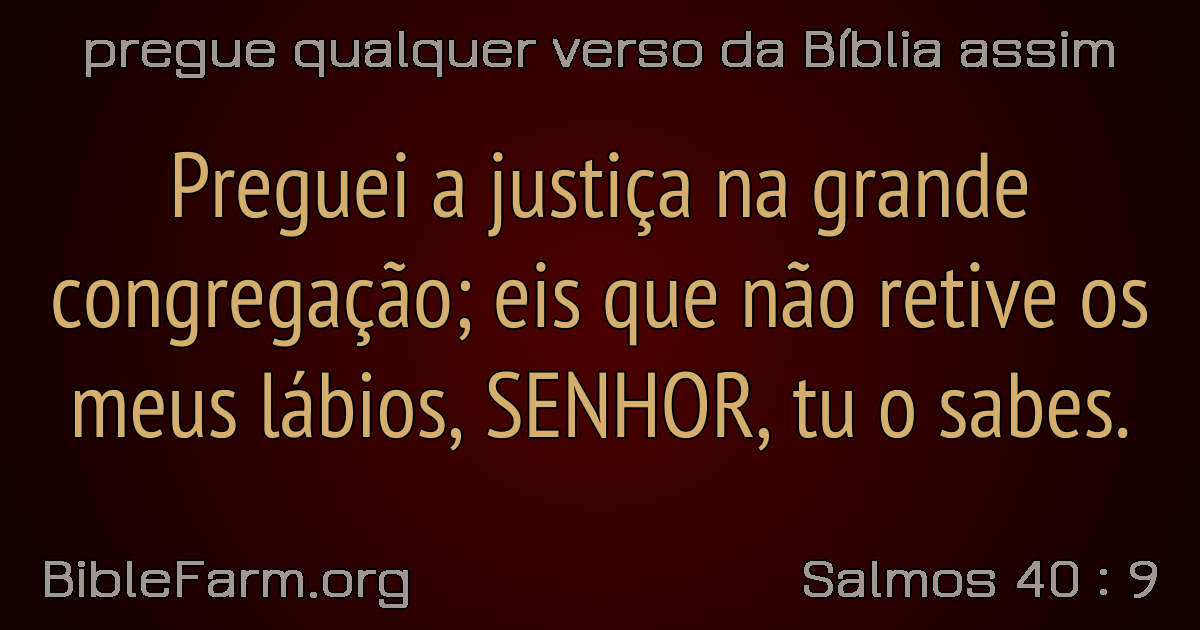 pregue qualquer verso da Bíblia assim
Preguei a justiça na grande
congregação; eis que não retive os
meus lábios, SENHOR, tu o sabes.
BibleFarm.org
Salmos 40 : 9